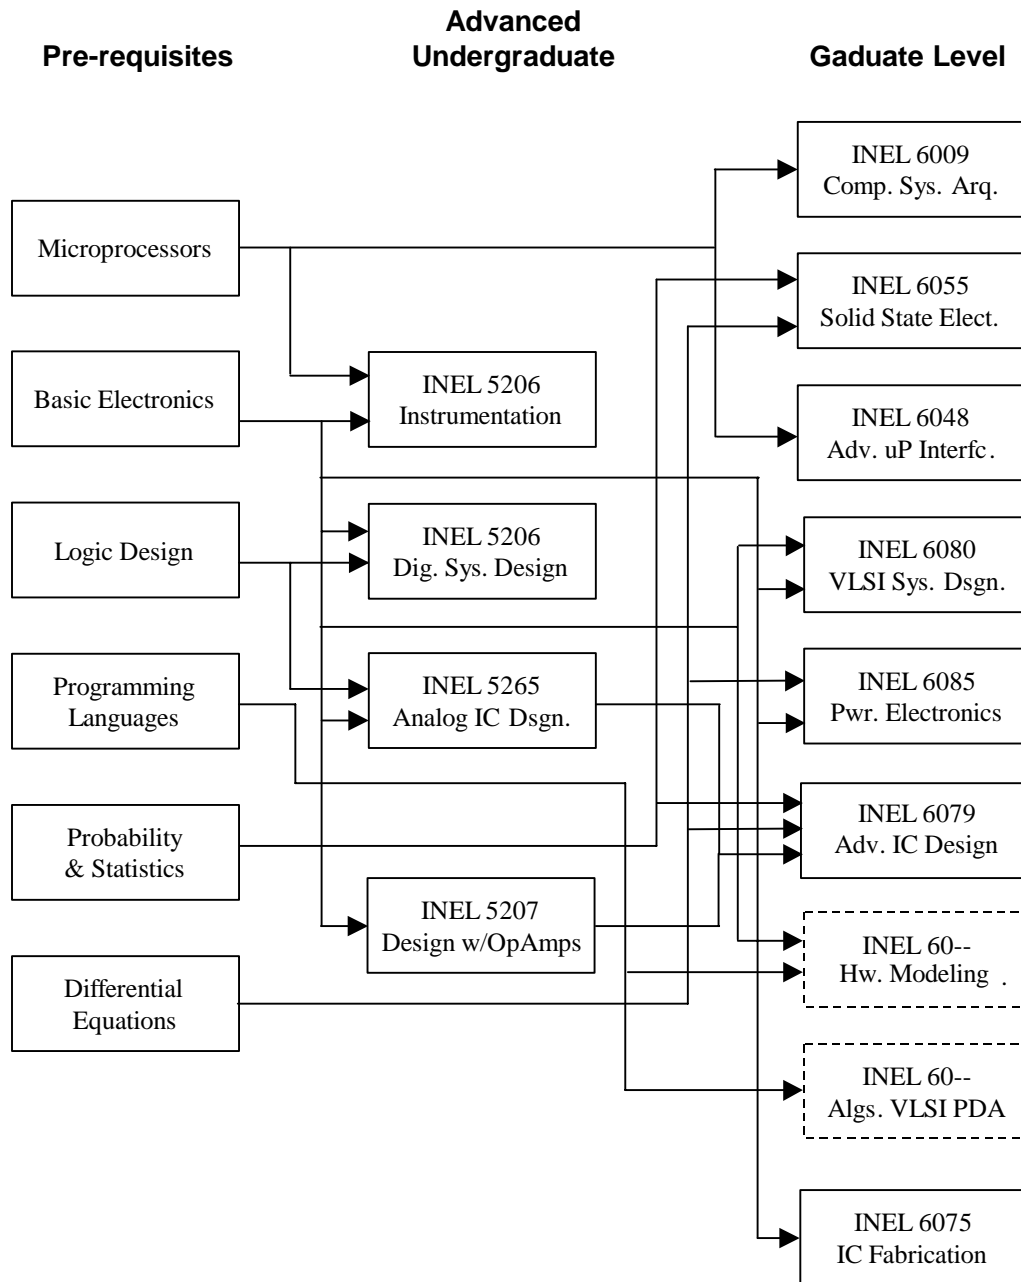 Pre-requisites
Advanced
Undergraduate
Gaduate Level
Microprocessors
Basic Electronics
Logic Design
Programming
Languages
Probability
& Statistics
Differential
Equations
INEL 5206
Instrumentation
INEL 5206
Dig. Sys. Design
INEL 5265
Analog IC Dsgn.
INEL 5207
Design w/OpAmps
INEL 6009
Comp. Sys. Arq.
INEL 6055
Solid State Elect.
INEL 6048
Adv. uP Interfc.
INEL 6080
VLSI Sys. Dsgn.
INEL 6085
Pwr. Electronics
INEL 6079
Adv. IC Design
INEL 60--
Hw. Modeling .
INEL 60--
Algs. VLSI PDA
INEL 6075
IC Fabrication